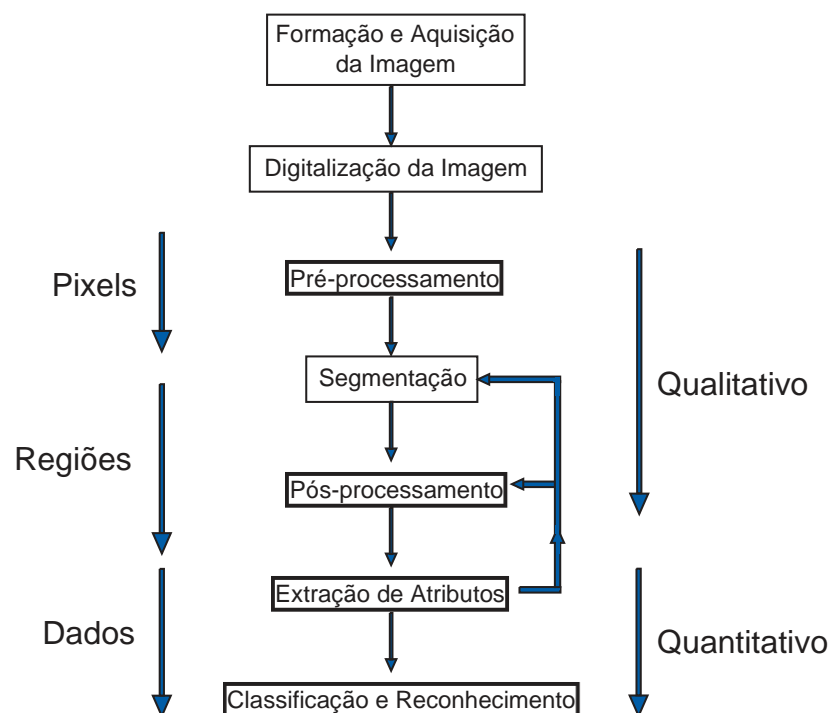 Formação e Aquisição
da Imagem
Digitalização da Imagem
Pixels
Pré-processamento
Segmentação
Qualitativo
Regiões
Pós-processamento
Extração de Atributos
Dados
Quantitativo
Classificação e Reconhecimento